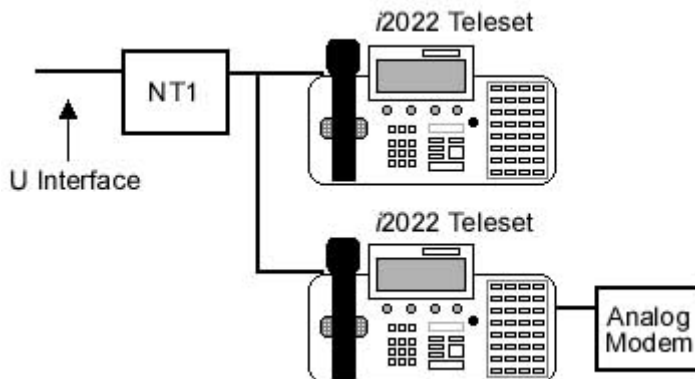 i2022 Teleset
NT1
U Interface
i2022 Teleset
Analog
Modem